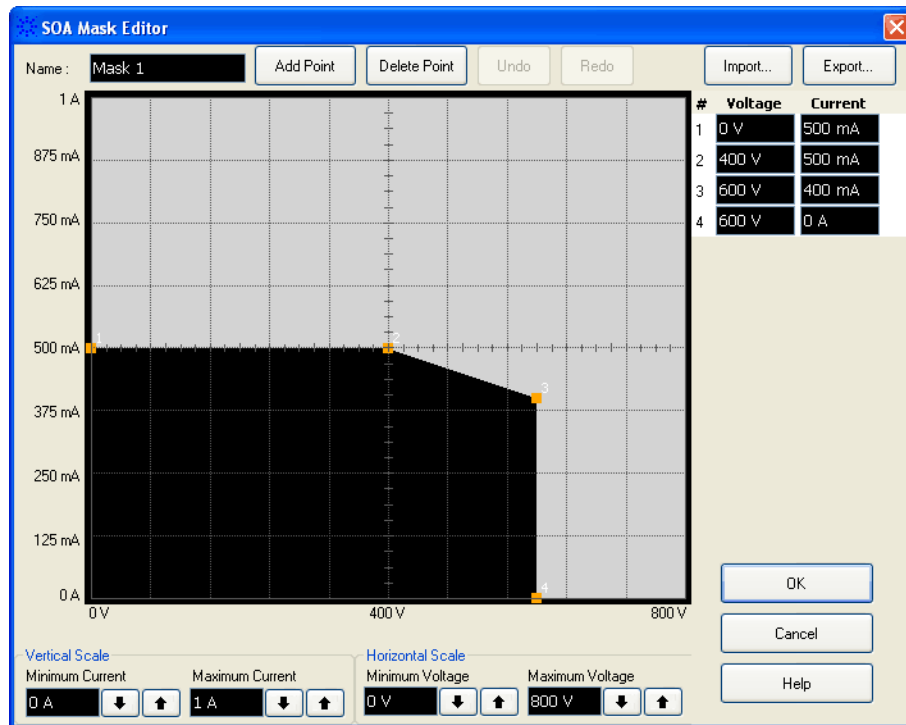 SOA Mask Editor
Name : Mask 1 Add Point Delete Point Undo Redo Import... Export...
# Voltage Current
1 0 V 500 mA
2 400 V 500 mA
3 600 V 400 mA
4 600 V 0 A
1 A
875 mA
750 mA
625 mA
500 mA
375 mA
250 mA
125 mA
0 A
1
2
3
4
0 V 400 V 800 V
OK
Cancel
Help
Vertical Scale
Minimum Current Maximum Current
0 A 1 A
Horizontal Scale
Minimum Voltage Maximum Voltage
0 V 800 V